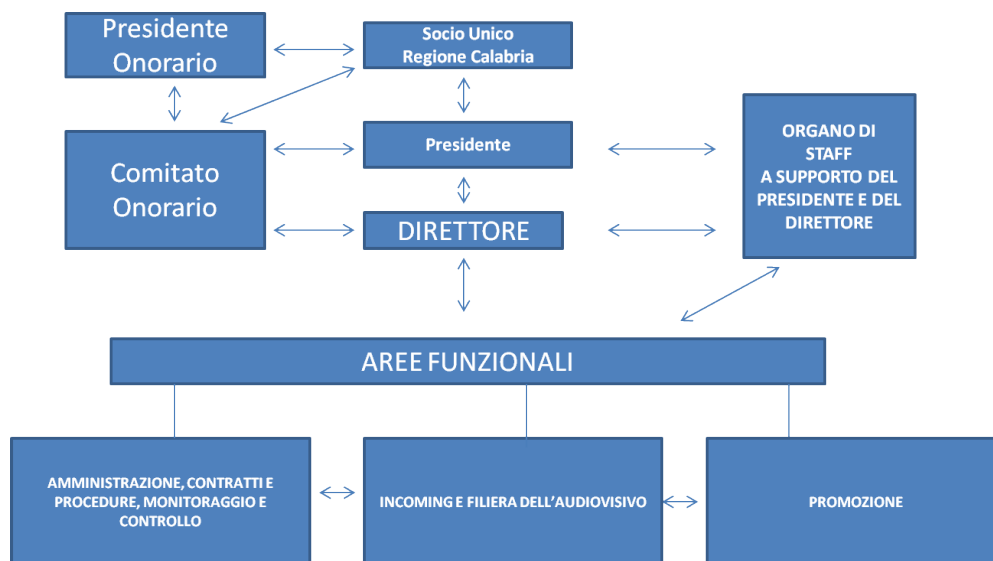 Presidente
Onorario
Socio Unico
Regione Calabria
Comitato
Onorario
Presidente
DIRETTORE
ORGANO DI
STAFF
A SUPPORTO DEL
PRESIDENTE E DEL
DIRETTORE
AREE FUNZIONALI
AMMINISTRAZIONE, CONTRATTI E
PROCEDURE, MONITORAGGIO E
CONTROLLO
INCOMING E FILIERA DELL’AUDIOVISIVO
PROMOZIONE